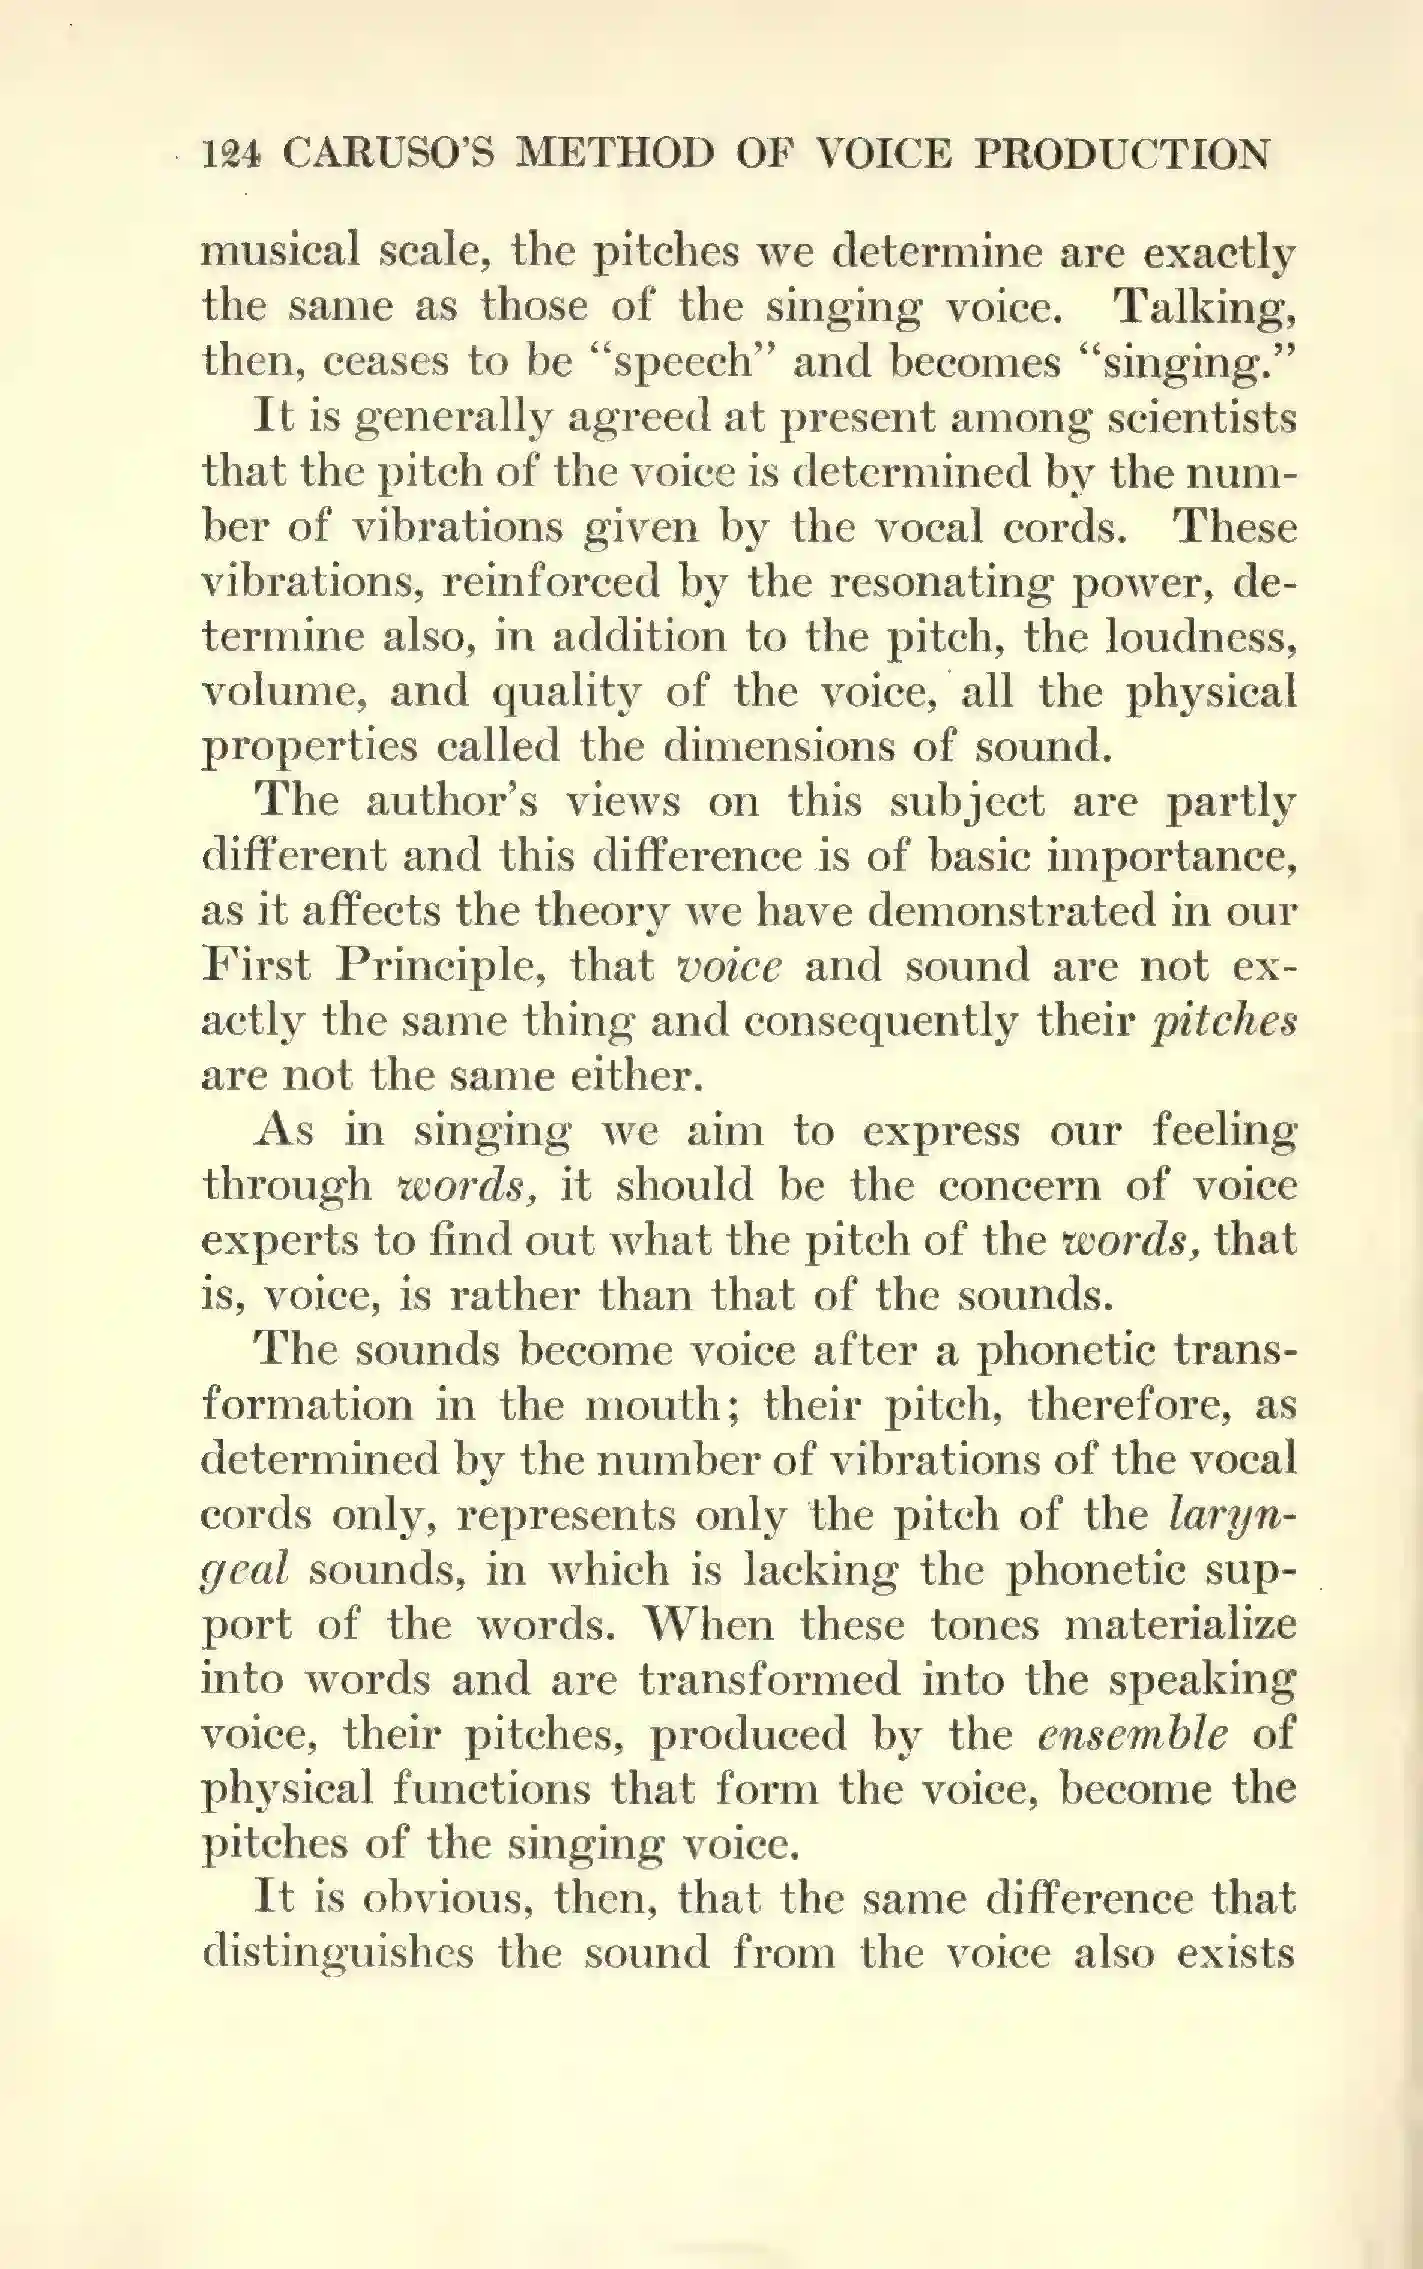 124 CARUSO'S METHOD OF VOICE PRODUCTION
musical scale, the pitches we determine are exactly
the same as those of the singing voice. Talking,
then, ceases to be “speech” and becomes “singing.”
It is generally agreed at present among scientists
that the pitch of the voice is determined by the num-
ber of vibrations given by the vocal cords. These
vibrations, reinforced by the resonating power, de-
termine also, in addition to the pitch, the loudness,
volume, and quality of the voice, all the physical
properties called the dimensions of sound.
The author's views on this subject are partly
different and this difference is of basic importance,
as it affects the theory we have demonstrated in our
First Principle, that voice and sound are not ex-
actly the same thing and consequently their pitches
are not the same either.
As in singing we aim to express our feeling
through words, it should be the concern of voice
experts to find out what the pitch of the words, that
is, voice, is rather than that of the sounds.
The sounds become voice after a phonetic trans-
formation in the mouth; their pitch, therefore, as
determined by the number of vibrations of the vocal
cords only, represents only the pitch of the laryn-
geal sounds, in which is lacking the phonetic sup-
port of the words. When these tones materialize
into words and are transformed into the speaking
voice, their pitches, produced by the ensemble of
physical functions that form the voice, become the
pitches of the singing voice.
It is obvious, then, that the same difference that
distinguishes the sound from the voice also exists